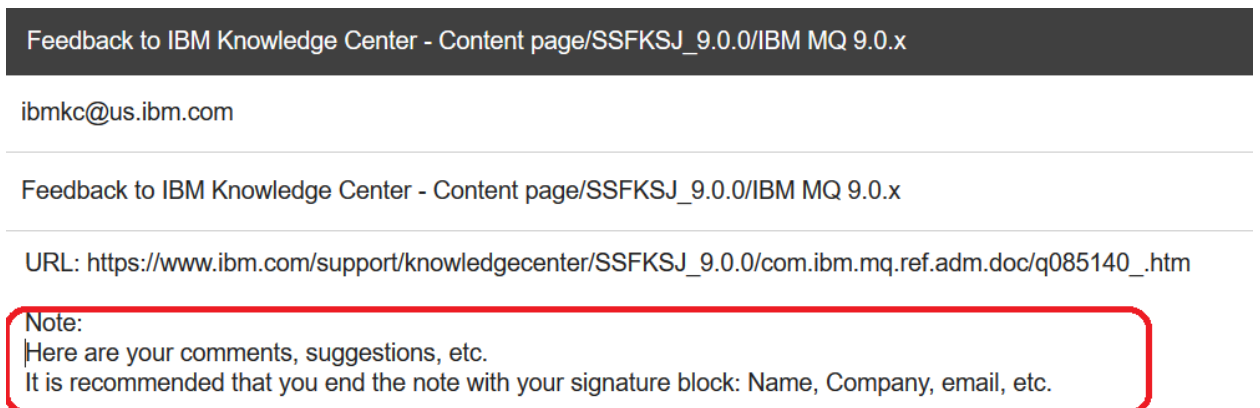 Feedback to IBM Knowledge Center - Content page/SSFKSJ_9.0.0/IBM MQ 9.0.x
ibmkc@us.ibm.com
Feedback to IBM Knowledge Center - Content page/SSFKSJ_9.0.0/IBM MQ 9.0.x
URL: https://www.ibm.com/support/knowledgecenter/SSFKSJ_9.0.0/com.ibm.mq.ref.adm.doc/q085140_.htm
Note:
Here are your comments, suggestions, etc.
It is recommended that you end the note with your signature block: Name, Company, email, etc.